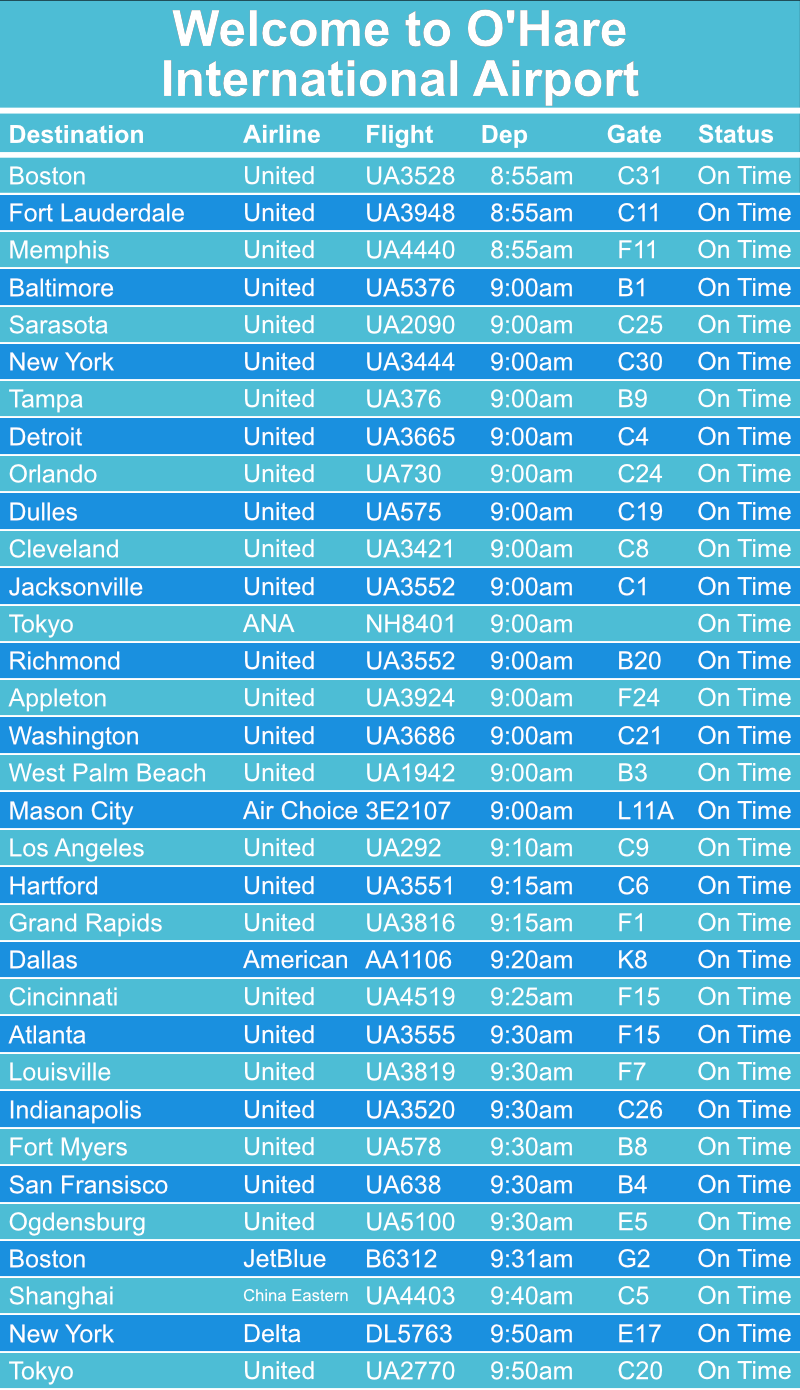 Welcome to O'Hare
International Airport
Destination Airline Flight Dep Gate Status
Boston United UA3528 8:55am C31 On Time
Fort Lauderdale United UA3948 8:55am C11 On Time
Memphis United UA4440 8:55am F11 On Time
Baltimore United UA5376 9:00am B1 On Time
Sarasota United UA2090 9:00am C25 On Time
New York United UA3444 9:00am C30 On Time
Tampa United UA376 9:00am B9 On Time
Detroit United UA3665 9:00am C4 On Time
Orlando United UA730 9:00am C24 On Time
Dulles United UA575 9:00am C19 On Time
Cleveland United UA3421 9:00am C8 On Time
Jacksonville United UA3552 9:00am C1 On Time
Tokyo ANA NH8401 9:00am On Time
Richmond United UA3552 9:00am B20 On Time
Appleton United UA3924 9:00am F24 On Time
Washington United UA3686 9:00am C21 On Time
West Palm Beach United UA1942 9:00am B3 On Time
Mason City Air Choice 3E2107 9:00am L11A On Time
Los Angeles United UA292 9:10am C9 On Time
Hartford United UA3551 9:15am C6 On Time
Grand Rapids United UA3816 9:15am F1 On Time
Dallas American AA1106 9:20am K8 On Time
Cincinnati United UA4519 9:25am F15 On Time
Atlanta United UA3555 9:30am F15 On Time
Louisville United UA3819 9:30am F7 On Time
Indianapolis United UA3520 9:30am C26 On Time
Fort Myers United UA578 9:30am B8 On Time
San Fransisco United UA638 9:30am B4 On Time
Ogdensburg United UA5100 9:30am E5 On Time
Boston JetBlue B6312 9:31am G2 On Time
Shanghai China Eastern UA4403 9:40am C5 On Time
New York Delta DL5763 9:50am E17 On Time
Tokyo United UA2770 9:50am C20 On Time